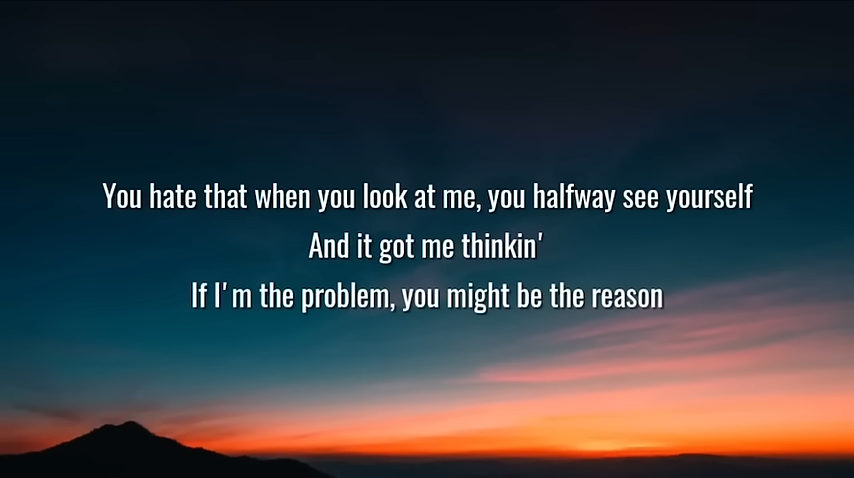 You hate that when you look at me, you halfway see yourself
And it got me thinkin'
If I'm the problem, you might be the reason